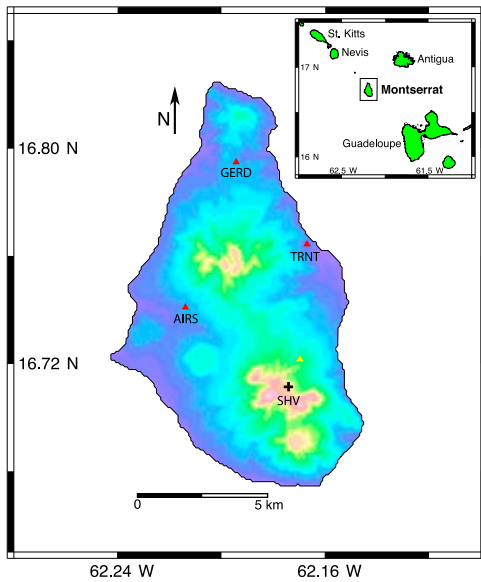 St. Kitts
17 N
Nevis
Antigua
Montserrat
Guadeloupe
16 N
62.5 W
61.5 W
N
16.80 N
GERD
TRNT
AIRS
16.72 N
SHV
0
5 km
62.24 W
62.16 W